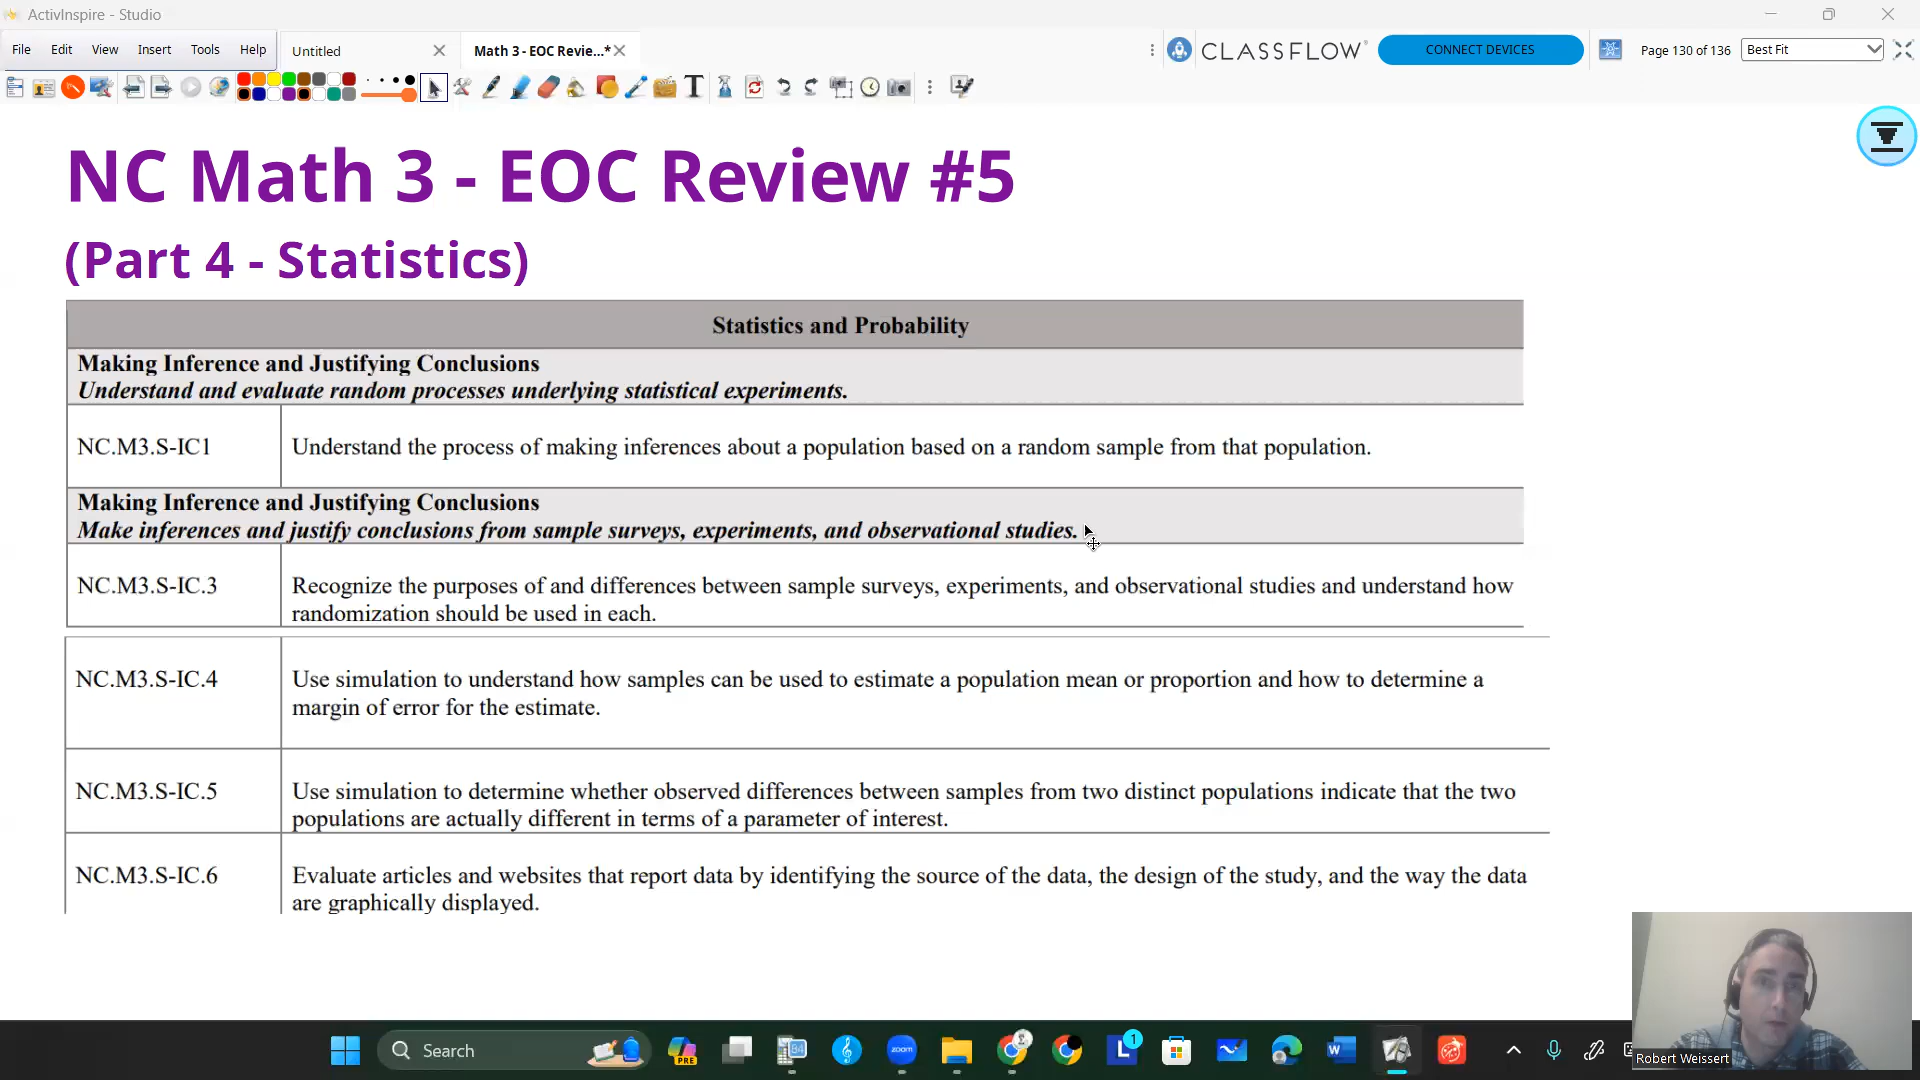 ActivInspire - Studio
File Edit View Insert Tools Help
Untitled
Math 3 - EOC Revie...*
CLASSFLOW
CONNECT DEVICES
Page 130 of 136
Best Fit
NC Math 3 - EOC Review #5
(Part 4 - Statistics)
Statistics and Probability
Making Inference and Justifying Conclusions
Understand and evaluate random processes underlying statistical experiments.
NC.M3.S-IC1
Understand the process of making inferences about a population based on a random sample from that population.
Making Inference and Justifying Conclusions
Make inferences and justify conclusions from sample surveys, experiments, and observational studies.
NC.M3.S-IC.3
Recognize the purposes of and differences between sample surveys, experiments, and observational studies and understand how
randomization should be used in each.
NC.M3.S-IC.4
Use simulation to understand how samples can be used to estimate a population mean or proportion and how to determine a
margin of error for the estimate.
NC.M3.S-IC.5
Use simulation to determine whether observed differences between samples from two distinct populations indicate that the two
populations are actually different in terms of a parameter of interest.
NC.M3.S-IC.6
Evaluate articles and websites that report data by identifying the source of the data, the design of the study, and the way the data
are graphically displayed.
Robert Weissert
Search
PRE
84
zoom
L
1
W